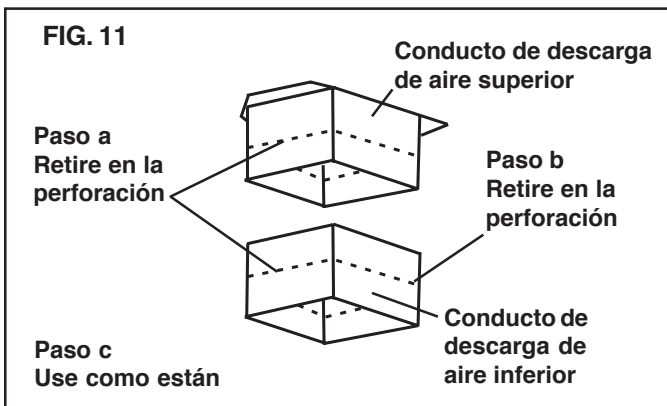 FIG. 11
Conducto de descarga
de aire superior
Paso a
Retire en la
perforación
Paso b
Retire en la
perforación
Conducto de
descarga de
aire inferior
Paso c
Use como están